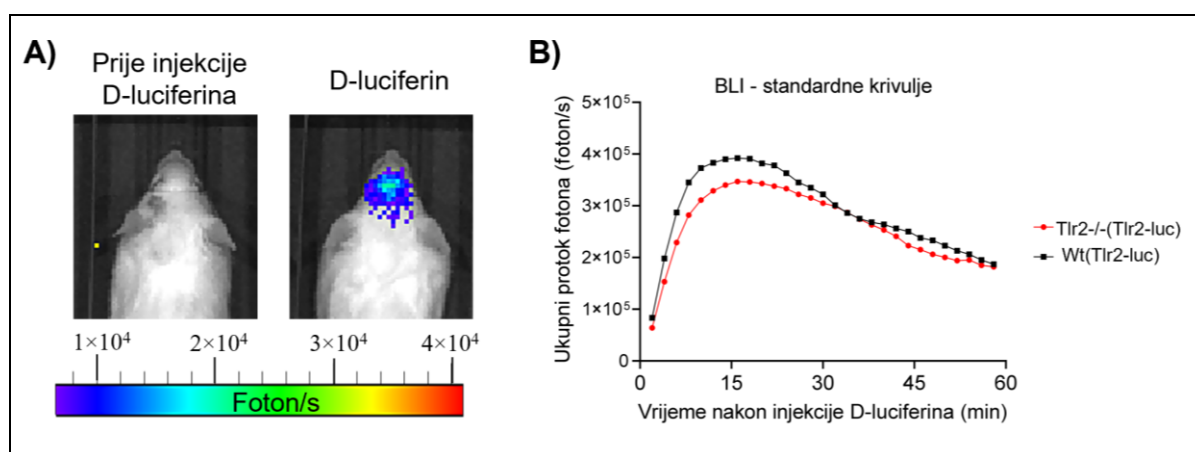 A)
Prije injekcije
D-luciferina
D-luciferin
1×10⁴
2×10⁴
3×10⁴
4×10⁴
Foton/s
B)
BLI - standardne krivulje
Ukupni protok fotona (foton/s)
5×10⁵
4×10⁵
3×10⁵
2×10⁵
1×10⁵
0
0
15
30
45
60
Vrijeme nakon injekcije D-luciferina (min)
Tlr2-/-(Tlr2-luc)
Wt(Tlr2-luc)